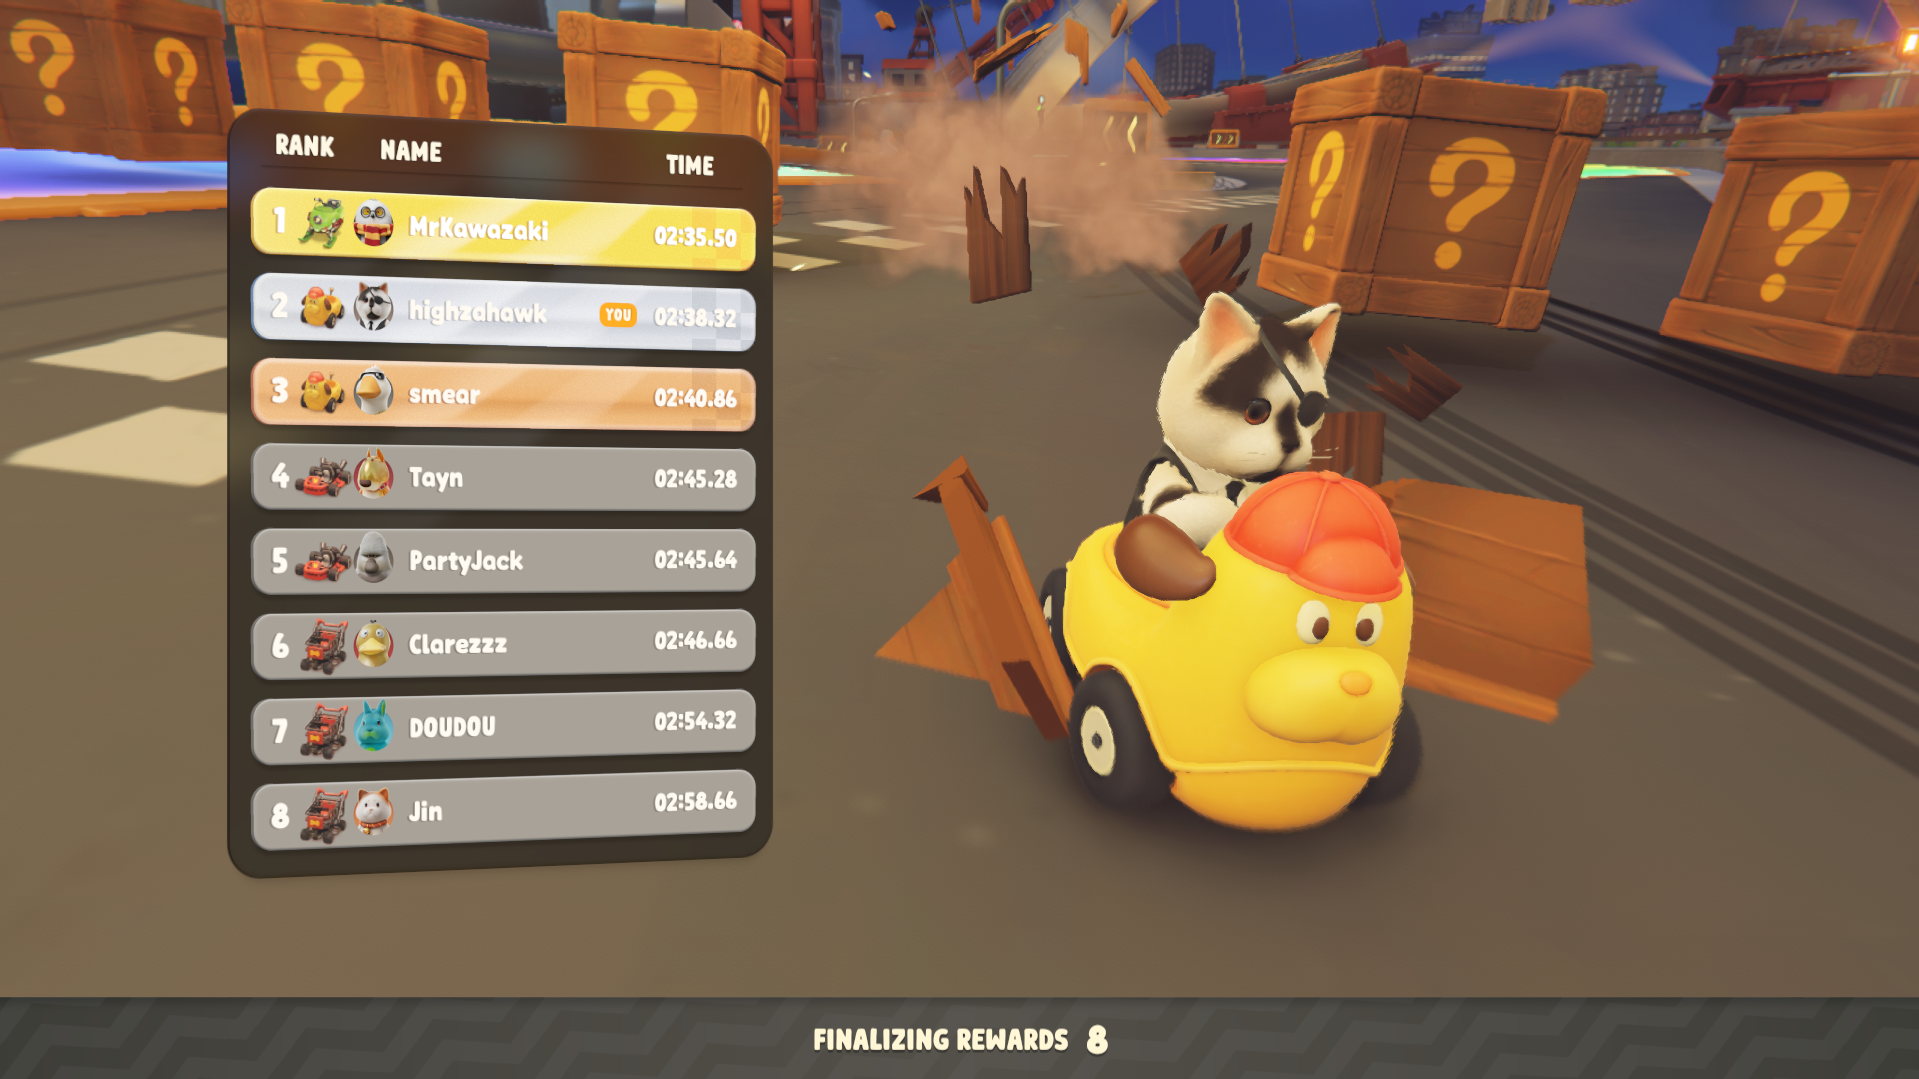 RANK NAME TIME
1 MrKawazaki 02:35.50
2 highzahawk YOU 02:38.32
3 smear 02:40.86
4 Tayn 02:45.28
5 PartyJack 02:45.64
6 Clarezzz 02:46.66
7 DOUDOU 02:54.32
8 Jin 02:58.66
? ? ? ? ? ? ? ? ?
FINALIZING REWARDS 8